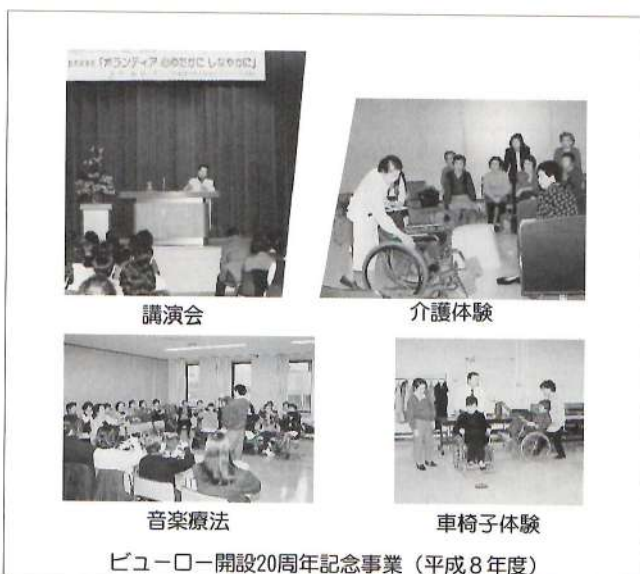 「ボランティア 心ゆたかに しなやかに」
講演会
介護体験
音楽療法
車椅子体験
ビューロー開設20周年記念事業（平成８年度）